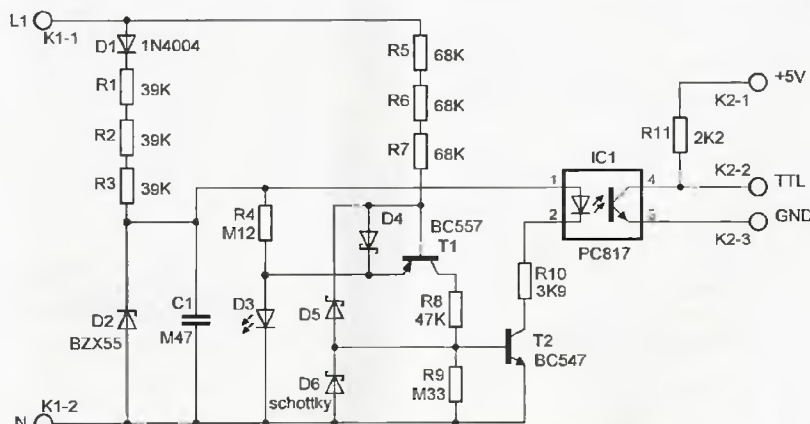 L1
K1-1
D1
1N4004
R1
39K
R2
39K
R3
39K
R5
68K
R6
68K
R7
68K
R4
M12
D4
BC557
T1
D2
BZX55
C1
M47
D3
D5
D6
schottky
R8
47K
R9
M33
T2
BC547
R10
3K9
IC1
1
2
4
PC817
R11
2K2
+5V
K2-1
K2-2
TTL
GND
K2-3
N
K1-2